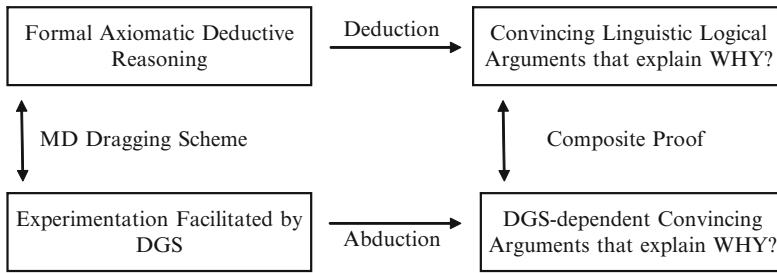 Formal Axiomatic Deductive
Reasoning
Deduction
Convincing Linguistic Logical
Arguments that explain WHY?
MD Dragging Scheme
Composite Proof
Experimentation Facilitated by
DGS
Abduction
DGS-dependent Convincing
Arguments that explain WHY?